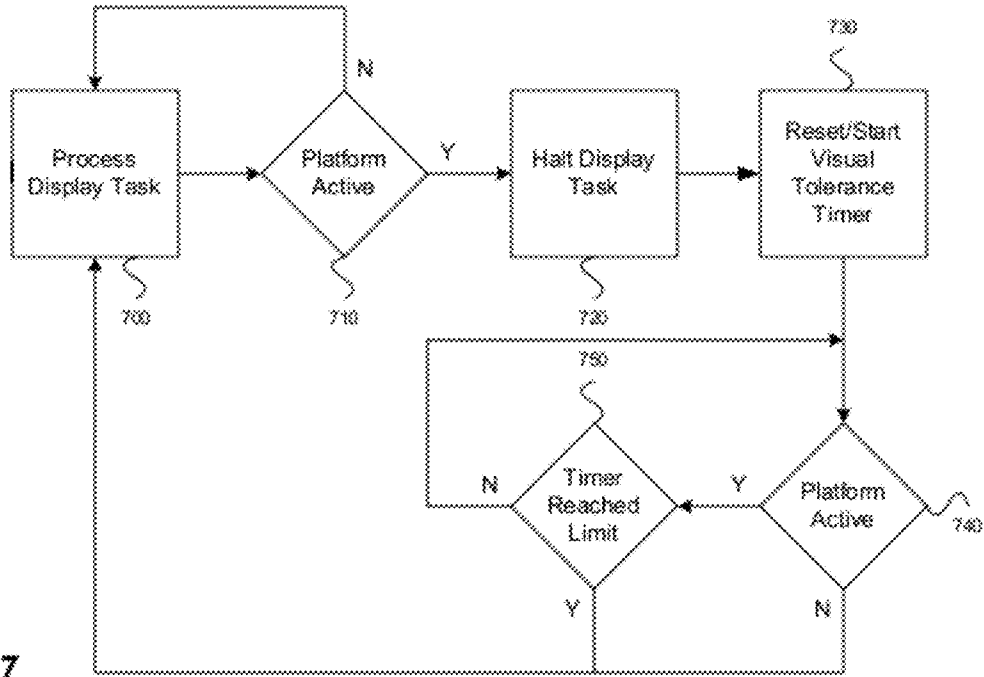 730
N
Process
Display Task
Platform
Active
Y
Halt Display
Task
Reset/Start
Visual
Tolerance
Timer
700
710
720
750
N
Timer
Reached
Limit
Y
Platform
Active
740
Y
N
7